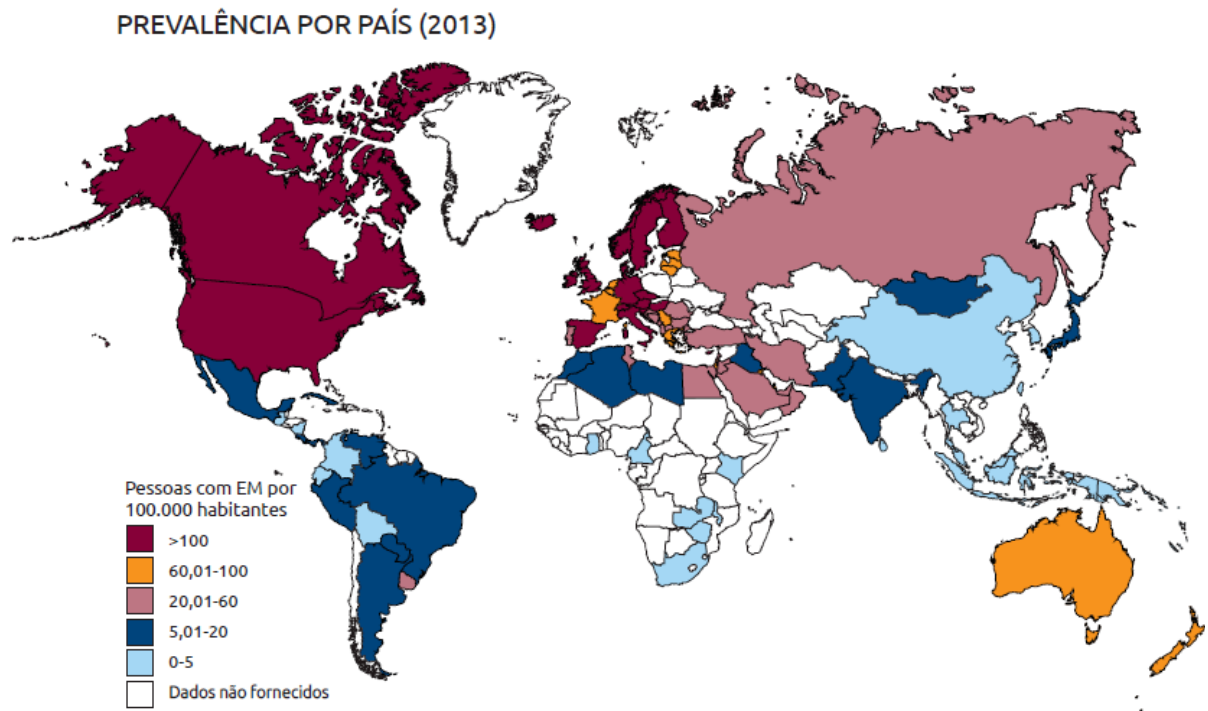 PREVALÊNCIA POR PAÍS (2013)
Pessoas com EM por
100.000 habitantes
>100
60,01-100
20,01-60
5,01-20
0-5
Dados não fornecidos